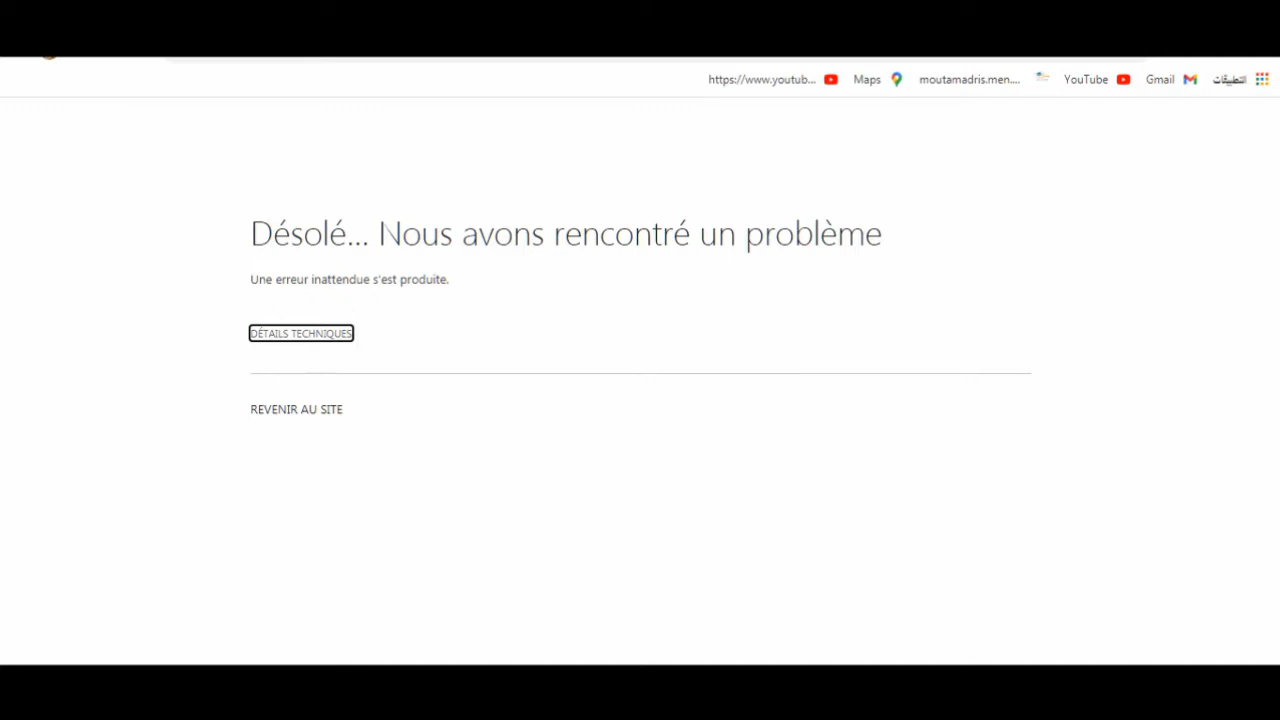 https://www.youtub... Maps moutamadris.men.... YouTube Gmail التطبيقات
Désolé... Nous avons rencontré un problème
Une erreur inattendue s'est produite.
DÉTAILS TECHNIQUES
REVENIR AU SITE